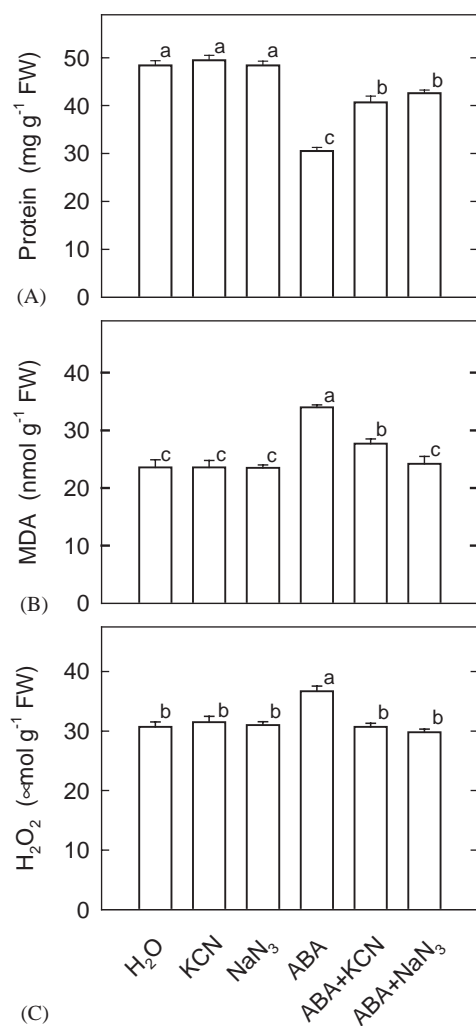 50
40
30
20
10
0
Protein (mg g⁻¹ FW)
a
a
a
c
b
b
(A)
40
30
20
10
0
MDA (nmol g⁻¹ FW)
c
c
c
a
b
c
(B)
40
30
20
10
0
H₂O₂ (∝mol g⁻¹ FW)
b
b
b
a
b
b
H₂O
KCN
NaN₃
ABA
ABA+KCN
ABA+NaN₃
(C)